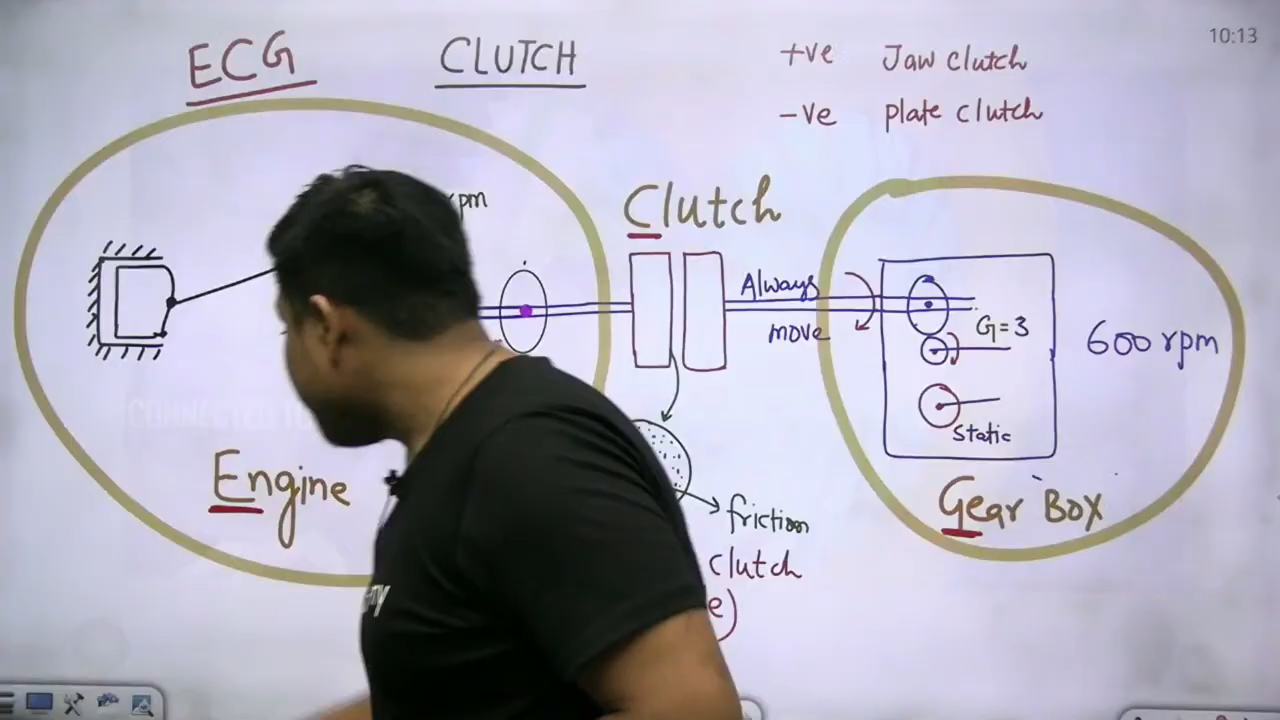 ECG
CLUTCH
+ve Jaw clutch
-ve plate clutch
10:13
rpm
Clutch
Always
move
G=3
600 rpm
static
Engine
Gear Box
friction
clutch
e)